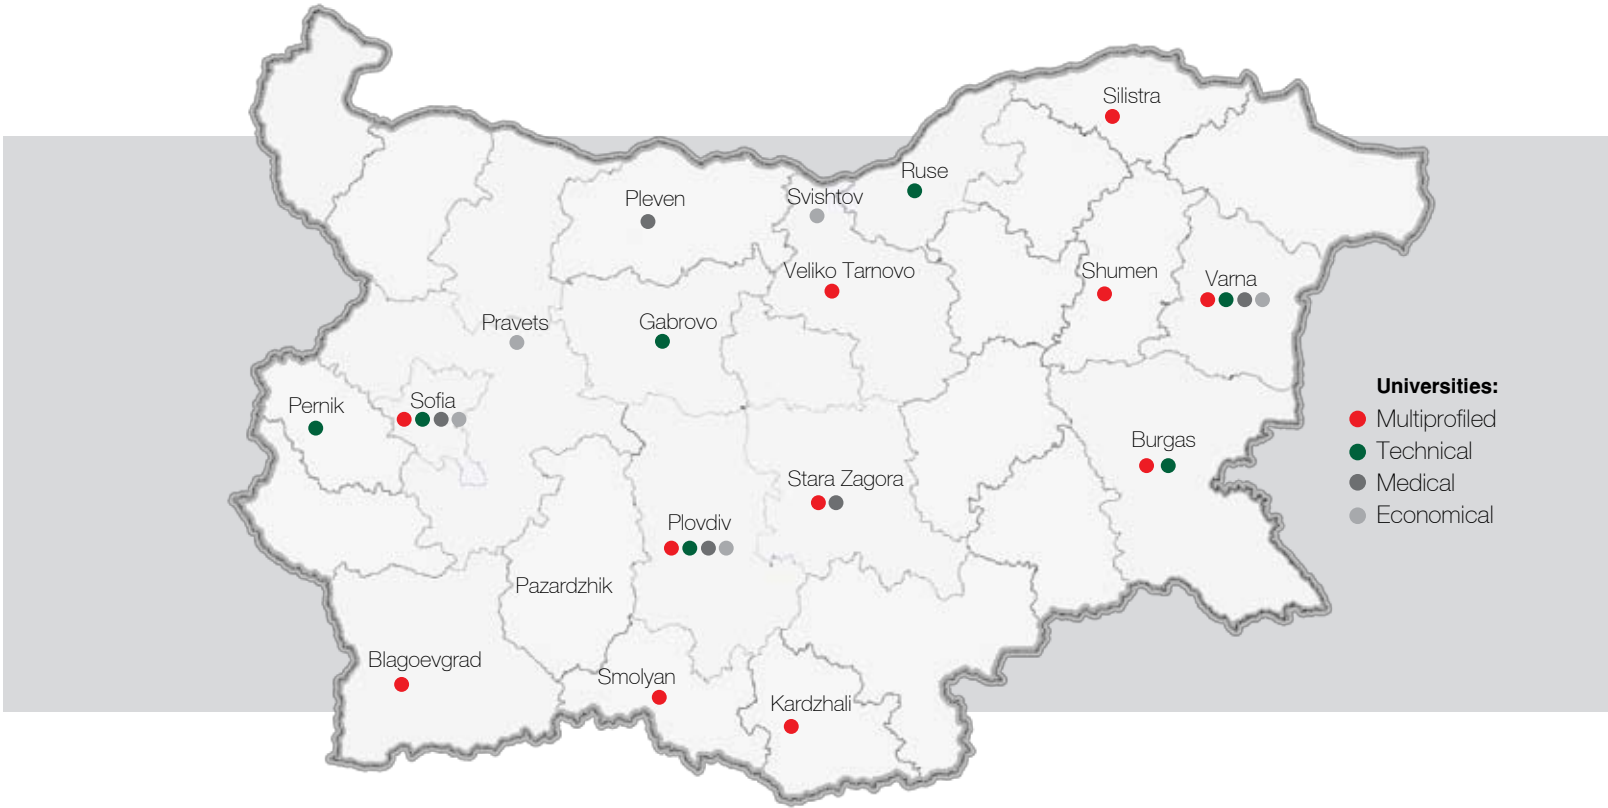 Silistra
Ruse
Pleven
Svishtov
Veliko Tarnovo
Shumen
Varna
Pravets
Gabrovo
Pernik
Sofia
Burgas
Stara Zagora
Plovdiv
Pazardzhik
Blagoevgrad
Smolyan
Kardzhali
Universities:
Multiprofiled
Technical
Medical
Economical